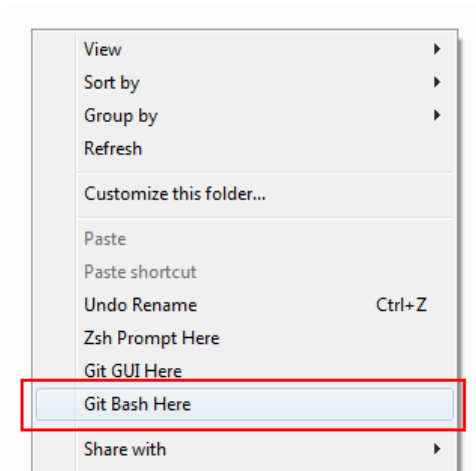 View
Sort by
Group by
Refresh
Customize this folder...
Paste
Paste shortcut
Undo Rename Ctrl+Z
Zsh Prompt Here
Git GUI Here
Git Bash Here
Share with